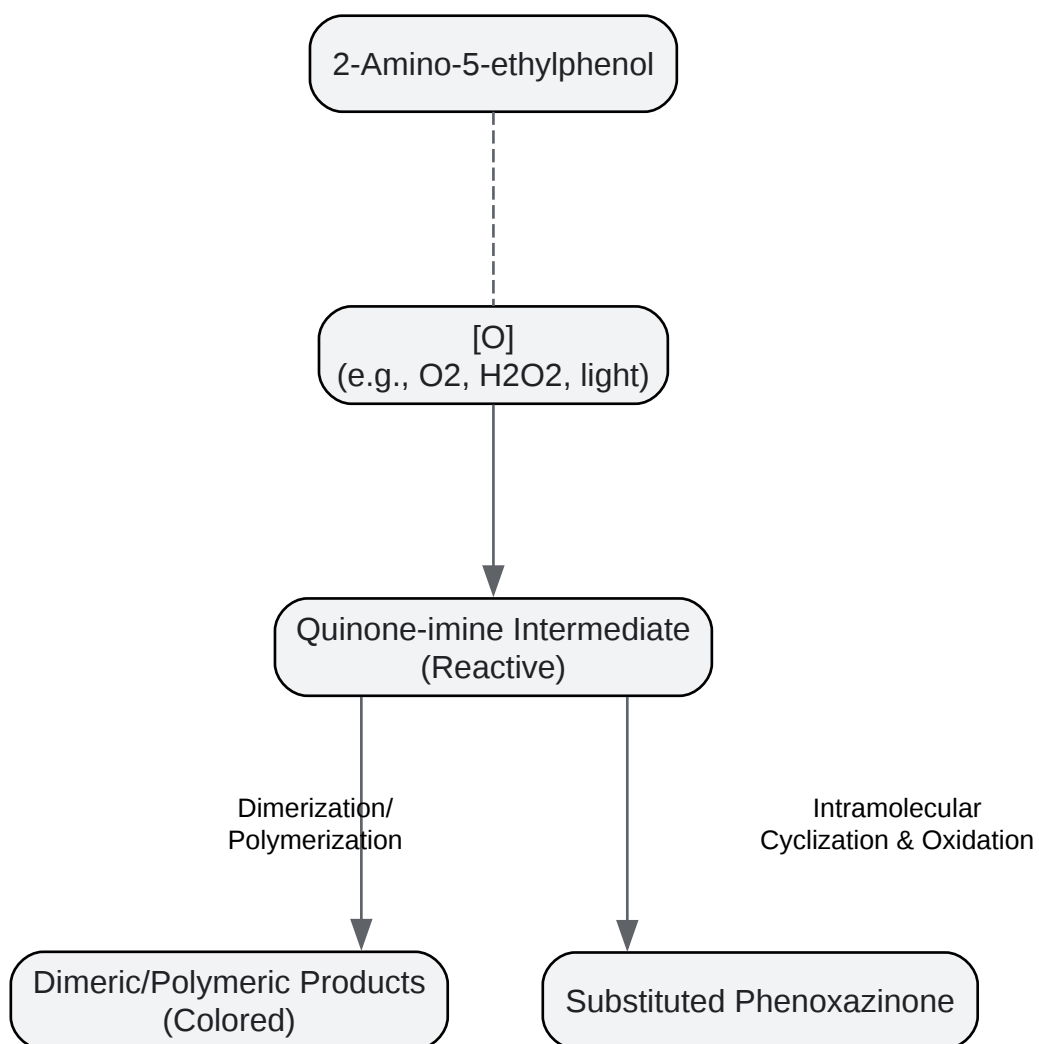 2-Amino-5-ethylphenol
[O]
(e.g., O2, H2O2, light)
Quinone-imine Intermediate
(Reactive)
Dimerization/
Polymerization
Intramolecular
Cyclization & Oxidation
Dimeric/Polymeric Products
(Colored)
Substituted Phenoxazinone